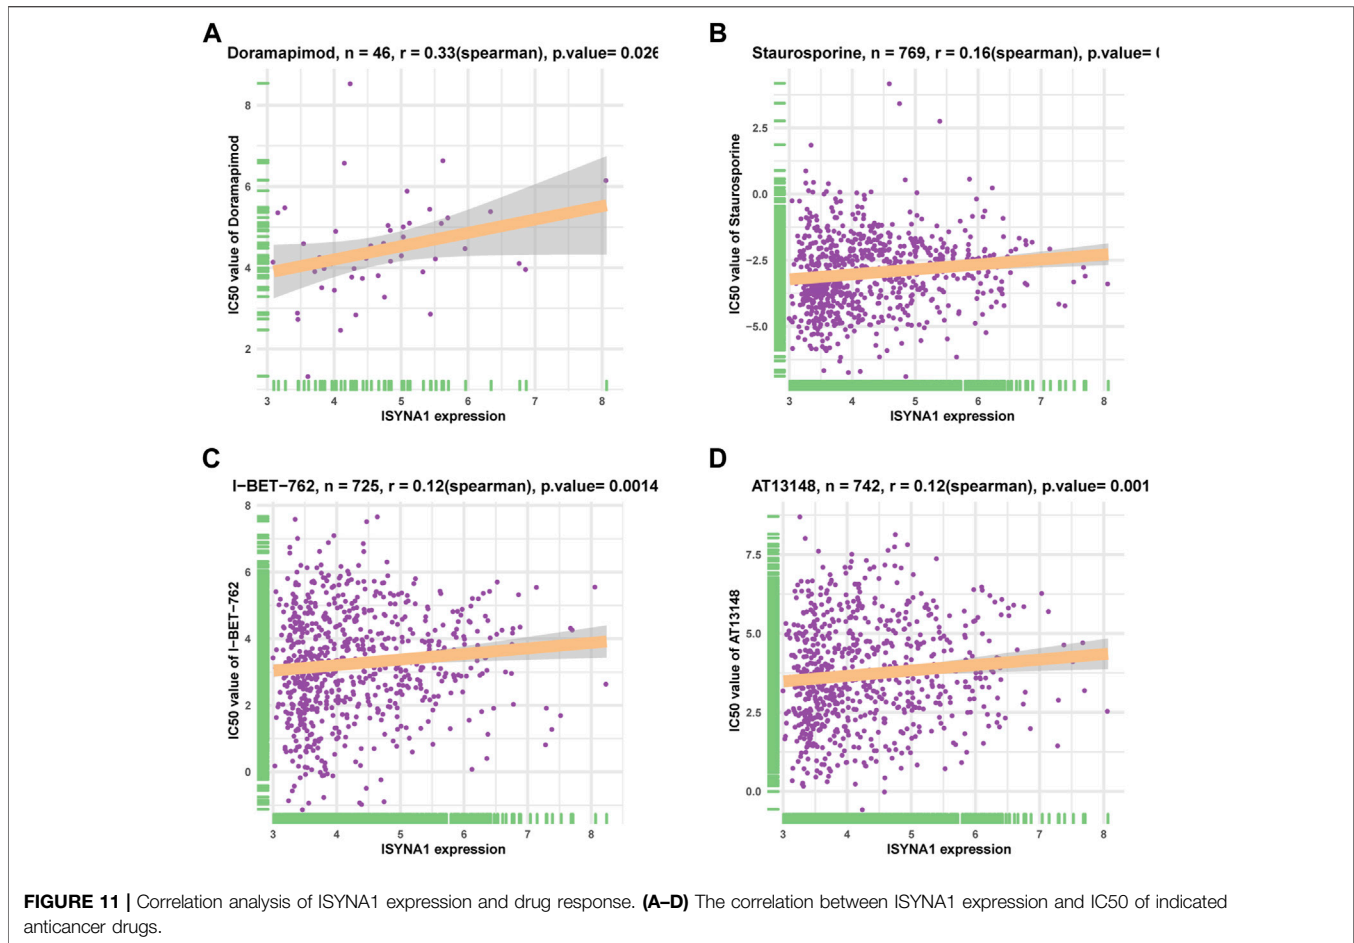 A
Doramapimod, n = 46, r = 0.33(spearman), p.value= 0.026
IC50 value of Doramapimod
8
6
4
2
3 4 5 6 7 8
ISYNA1 expression
B
Staurosporine, n = 769, r = 0.16(spearman), p.value=
IC50 value of Staurosporine
2.5
0.0
−2.5
−5.0
3 4 5 6 7 8
ISYNA1 expression
C
I−BET−762, n = 725, r = 0.12(spearman), p.value= 0.0014
IC50 value of I−BET−762
8
6
4
2
0
3 4 5 6 7 8
ISYNA1 expression
D
AT13148, n = 742, r = 0.12(spearman), p.value= 0.001
IC50 value of AT13148
7.5
5.0
2.5
0.0
3 4 5 6 7 8
ISYNA1 expression
FIGURE 11 | Correlation analysis of ISYNA1 expression and drug response. (A–D) The correlation between ISYNA1 expression and IC50 of indicated
anticancer drugs.